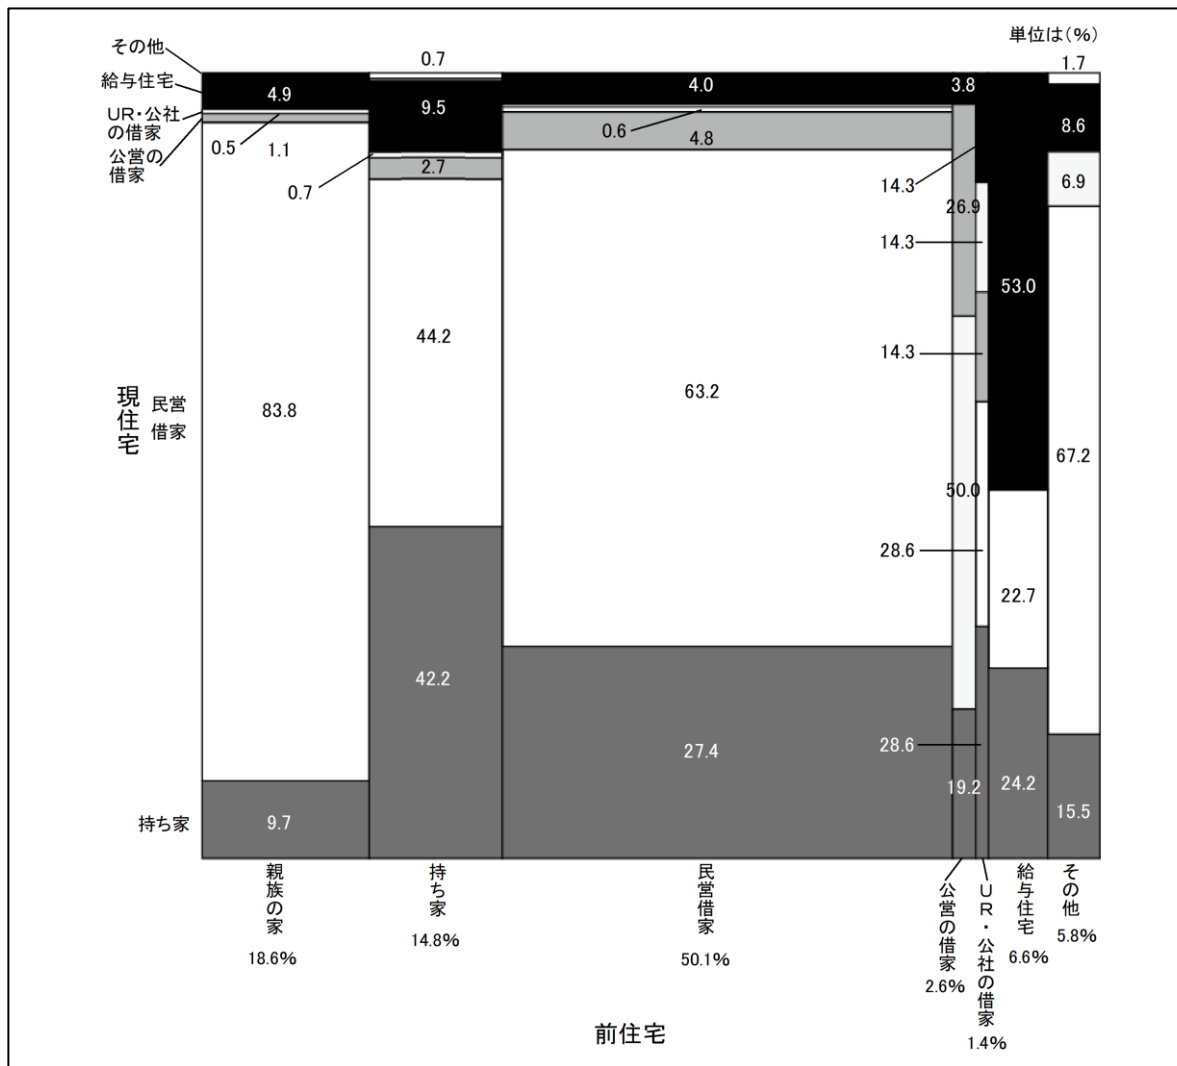 単位は(%)
その他
給与住宅
UR・公社
の借家
公営の
借家
現住宅
民営
借家
持ち家
4.9
0.5
1.1
83.8
9.7
0.7
9.5
0.7
2.7
44.2
42.2
4.0
0.6
4.8
63.2
27.4
3.8
26.9
50.0
19.2
14.3
14.3
14.3
28.6
28.6
53.0
22.7
24.2
1.7
8.6
6.9
67.2
15.5
親族の家
18.6%
持ち家
14.8%
民営借家
50.1%
公営の借家
2.6%
UR・公社の借家
1.4%
給与住宅
6.6%
その他
5.8%
前住宅